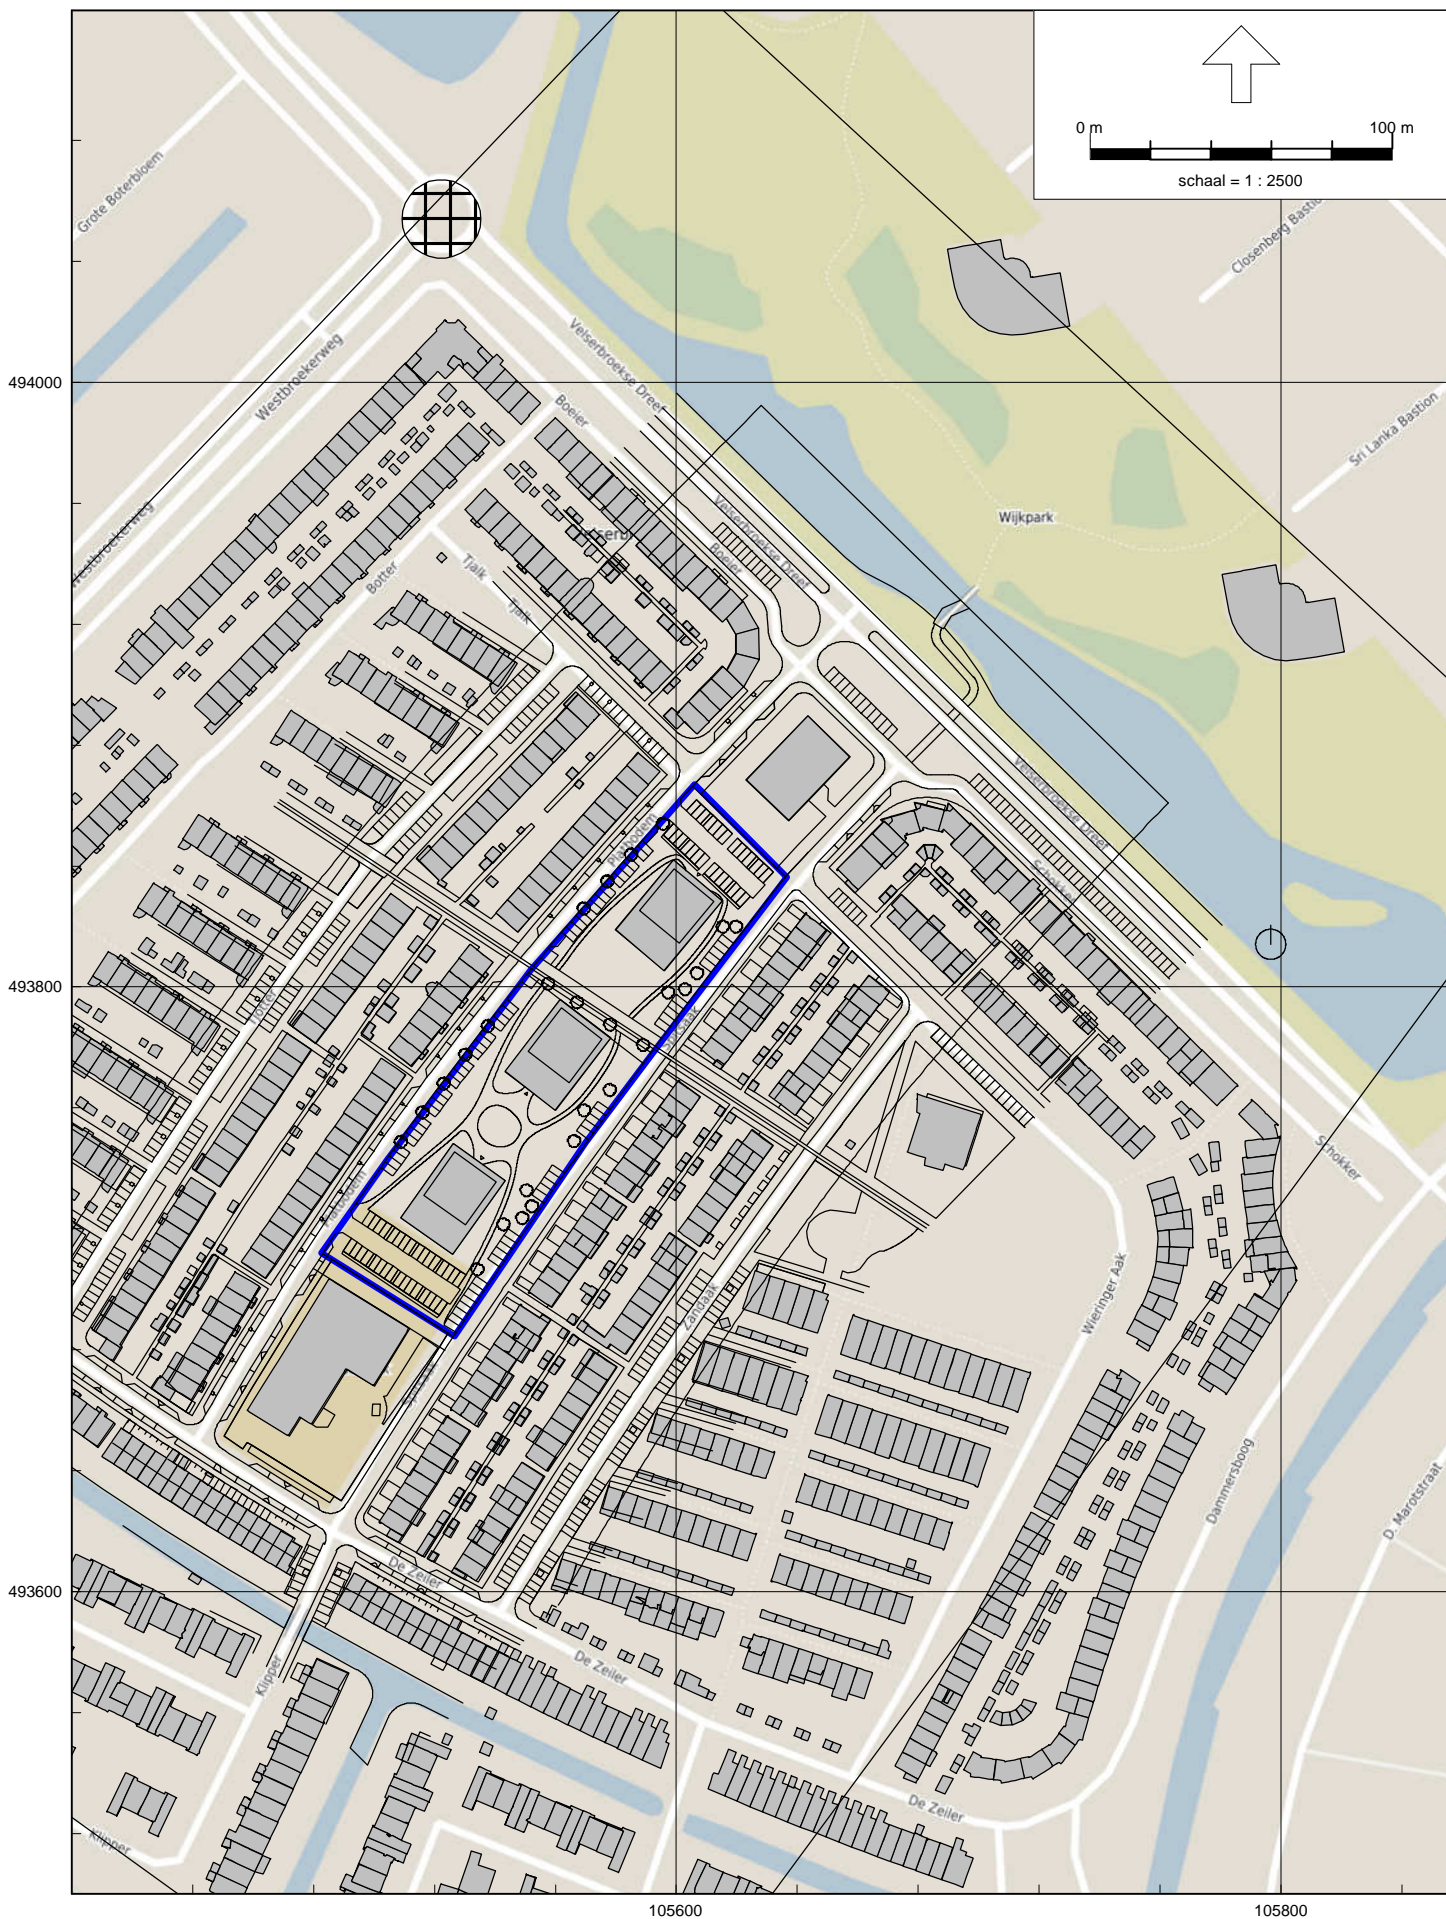 0 m
100 m
schaal = 1 : 2500
Grote Boterbloem
Closenberg Bastion
Velserbroekse Dreef
Westbroekerweg
494000
Boeier
Sri Lanka Bastion
Westbroekerweg
Velserbroekse Dreef
Wijkpark
Boeier
Botter
Tjalk
Tjalk
Velserbroekse Dreef
Platbodem
Schokker
493800
Schokker
Platbodem
Wieringer Aak
Zandaak
Dammersboog
D. Marotstraat
De Zeiler
493600
De Zeiler
Klipper
De Zeiler
Klipper
105600
105800